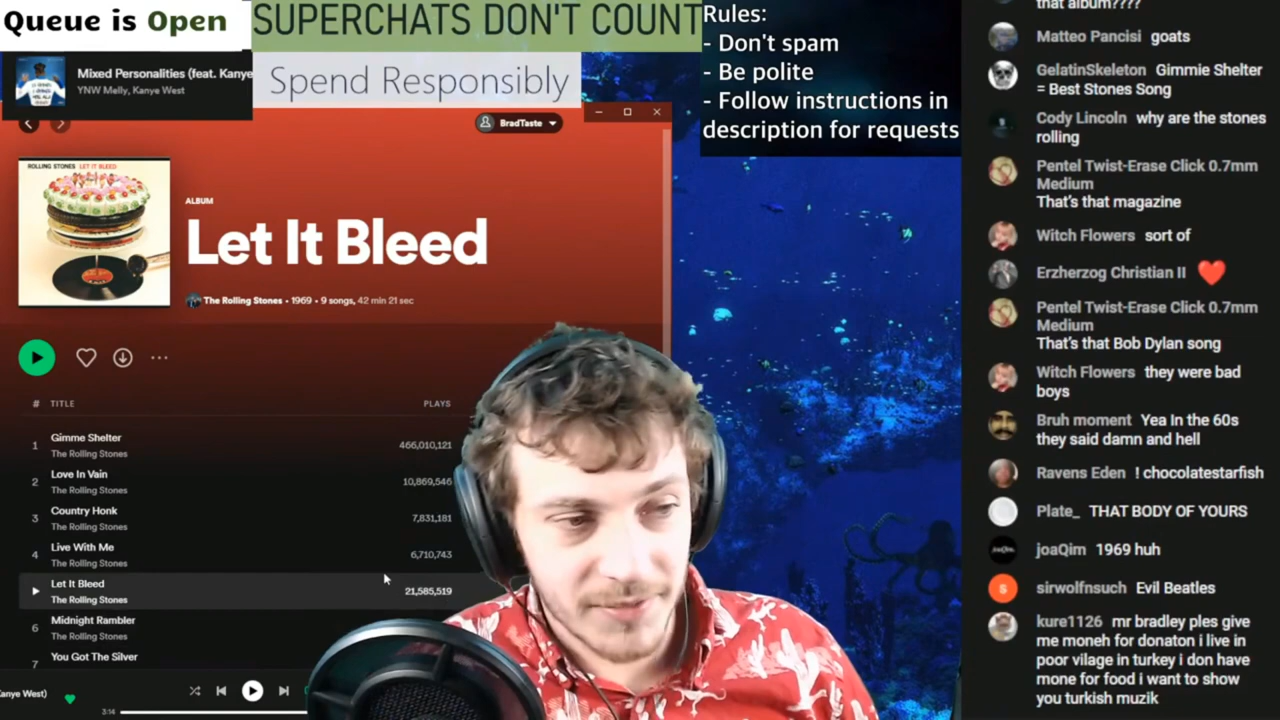 Queue is Open
SUPERCHATS DON'T COUNT
Spend Responsibly
Mixed Personalities (feat. Kanye
YNW Melly, Kanye West
Rules:
- Don't spam
- Be polite
- Follow instructions in
description for requests
BradTaste
ROLLING STONES LET IT BLEED
ALBUM
Let It Bleed
The Rolling Stones • 1969 • 9 songs, 42 min 21 sec
# TITLE PLAYS
1 Gimme Shelter 466,010,121
The Rolling Stones
2 Love In Vain 10,869,546
The Rolling Stones
3 Country Honk 7,831,181
The Rolling Stones
4 Live With Me 6,710,743
The Rolling Stones
Let It Bleed 21,585,519
The Rolling Stones
6 Midnight Rambler
The Rolling Stones
7 You Got The Silver
Kanye West)
3:14
that album????
Matteo Pancisi goats
GelatinSkeleton Gimmie Shelter
= Best Stones Song
Cody Lincoln why are the stones
rolling
Pentel Twist-Erase Click 0.7mm
Medium
That's that magazine
Witch Flowers sort of
Erzherzog Christian II ❤️
Pentel Twist-Erase Click 0.7mm
Medium
That's that Bob Dylan song
Witch Flowers they were bad
boys
Bruh moment Yea In the 60s
they said damn and hell
Ravens Eden ! chocolatestarfish
Plate_ THAT BODY OF YOURS
joaQim 1969 huh
sirwolfnsuch Evil Beatles
kure1126 mr bradley ples give
me moneh for donaton i live in
poor vilage in turkey i don have
mone for food i want to show
you turkish muzik